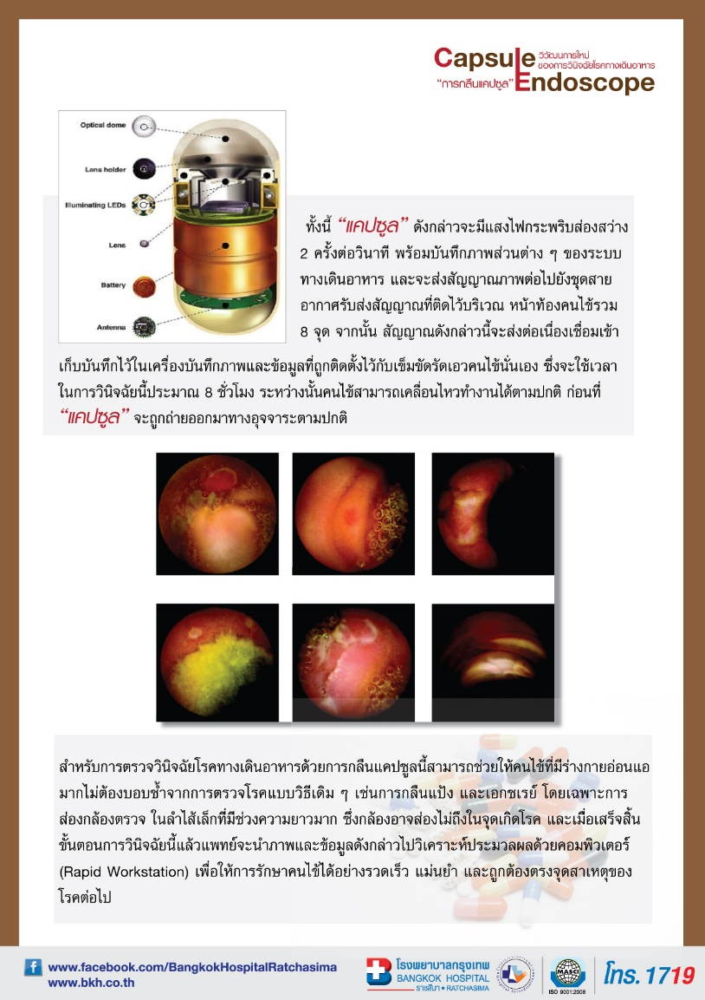 Capsule วิวัฒนาการใหม่
ของการวินิจฉัยโรคทางเดินอาหาร
“การกลืนแคปซูล” Endoscope
Optical dome
Lens holder
Illuminating LEDs
Lens
Battery
Antenna
ทั้งนี้ “แคปซูล” ดังกล่าวจะมีแสงไฟกระพริบส่องสว่าง
2 ครั้งต่อวินาที พร้อมบันทึกภาพส่วนต่าง ๆ ของระบบ
ทางเดินอาหาร และจะส่งสัญญาณภาพต่อไปยังชุดสาย
อากาศรับส่งสัญญาณที่ติดไว้บริเวณ หน้าท้องคนไข้รวม
8 จุด จากนั้น สัญญาณดังกล่าวนี้จะส่งต่อเนื่องเชื่อมเข้า
เก็บบันทึกไว้ในเครื่องบันทึกภาพและข้อมูลที่ถูกติดตั้งไว้กับเข็มขัดรัดเอวคนไข้นั่นเอง ซึ่งจะใช้เวลา
ในการวินิจฉัยนี้ประมาณ 8 ชั่วโมง ระหว่างนั้นคนไข้สามารถเคลื่อนไหวทำงานได้ตามปกติ ก่อนที่
“แคปซูล” จะถูกถ่ายออกมาทางอุจจาระตามปกติ
สำหรับการตรวจวินิจฉัยโรคทางเดินอาหารด้วยการกลืนแคปซูลนี้สามารถช่วยให้คนไข้ที่มีร่างกายอ่อนแอ
มากไม่ต้องบอบช้ำจากการตรวจโรคแบบวิธีเดิม ๆ เช่นการกลืนแป้ง และเอกซเรย์ โดยเฉพาะการ
ส่องกล้องตรวจ ในลำไส้เล็กที่มีช่วงความยาวมาก ซึ่งกล้องอาจส่องไม่ถึงในจุดเกิดโรค และเมื่อเสร็จสิ้น
ขั้นตอนการวินิจฉัยนี้แล้วแพทย์จะนำภาพและข้อมูลดังกล่าวไปวิเคราะห์ประมวลผลด้วยคอมพิวเตอร์
(Rapid Workstation) เพื่อให้การรักษาคนไข้ได้อย่างรวดเร็ว แม่นยำ และถูกต้องตรงจุดสาเหตุของ
โรคต่อไป
www.facebook.com/BangkokHospitalRatchasima
www.bkh.co.th
โรงพยาบาลกรุงเทพ
BANGKOK HOSPITAL
ราชสีมา • RATCHASIMA
MASCI
ISO 9001:2008
โทร. 1719